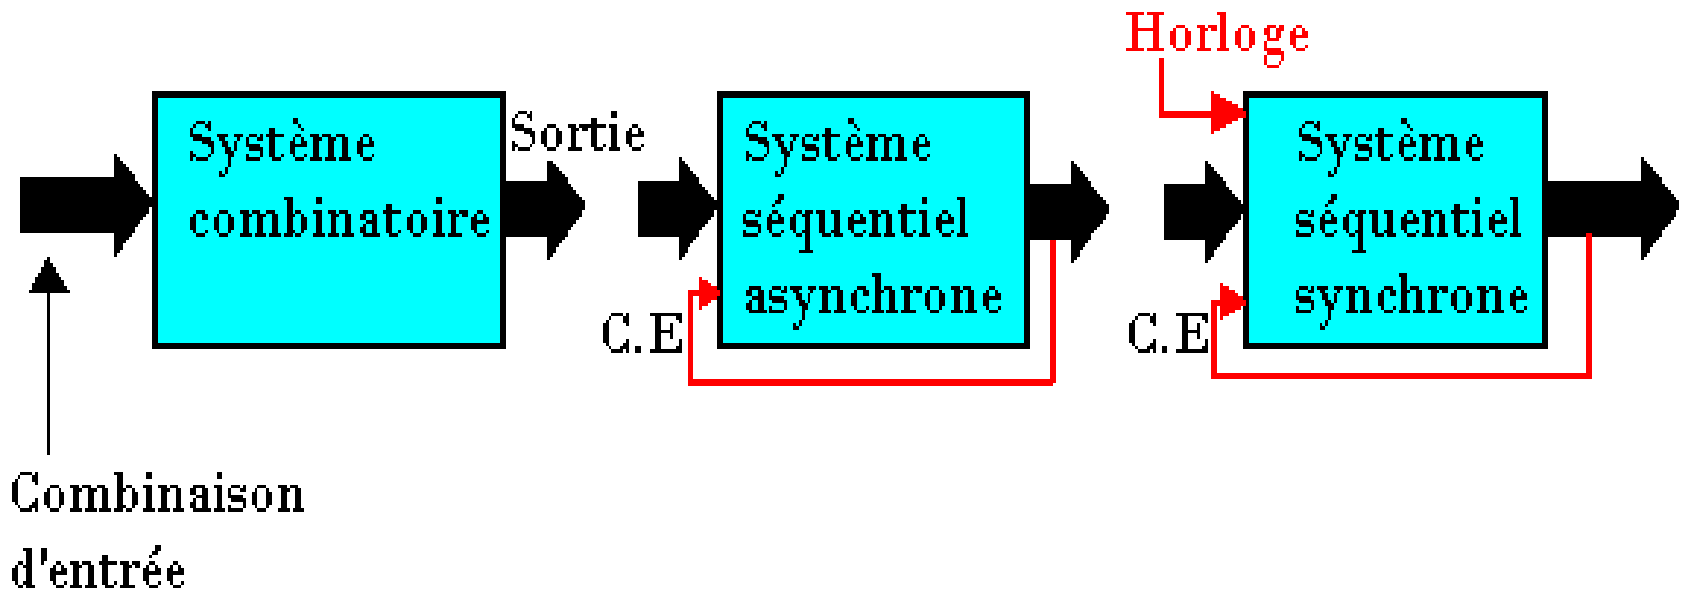 Horloge
Système
combinatoire
Sortie
Système
séquentiel
asynchrone
C.E
Système
séquentiel
synchrone
C.E
Combinaison
d'entrée